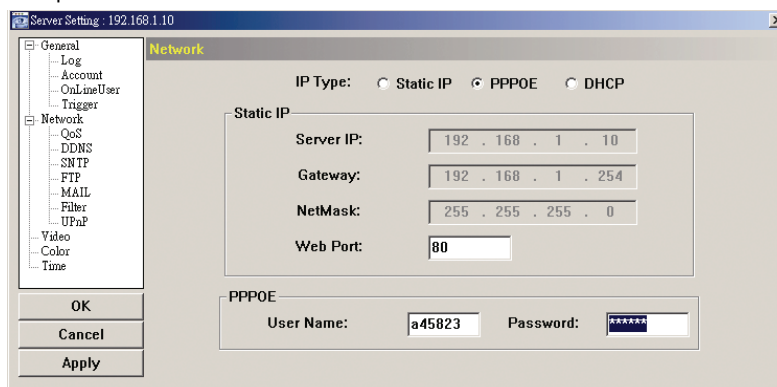 Server Setting : 192.168.1.10
General
Log
Account
OnLineUser
Trigger
Network
QoS
DDNS
SNTP
FTP
MAIL
Filter
UPnP
Video
Color
Time
OK
Cancel
Apply
Network
IP Type: Static IP PPPOE DHCP
Static IP
Server IP: 192 . 168 . 1 . 10
Gateway: 192 . 168 . 1 . 254
NetMask: 255 . 255 . 255 . 0
Web Port: 80
PPPOE
User Name: a45823 Password: ******